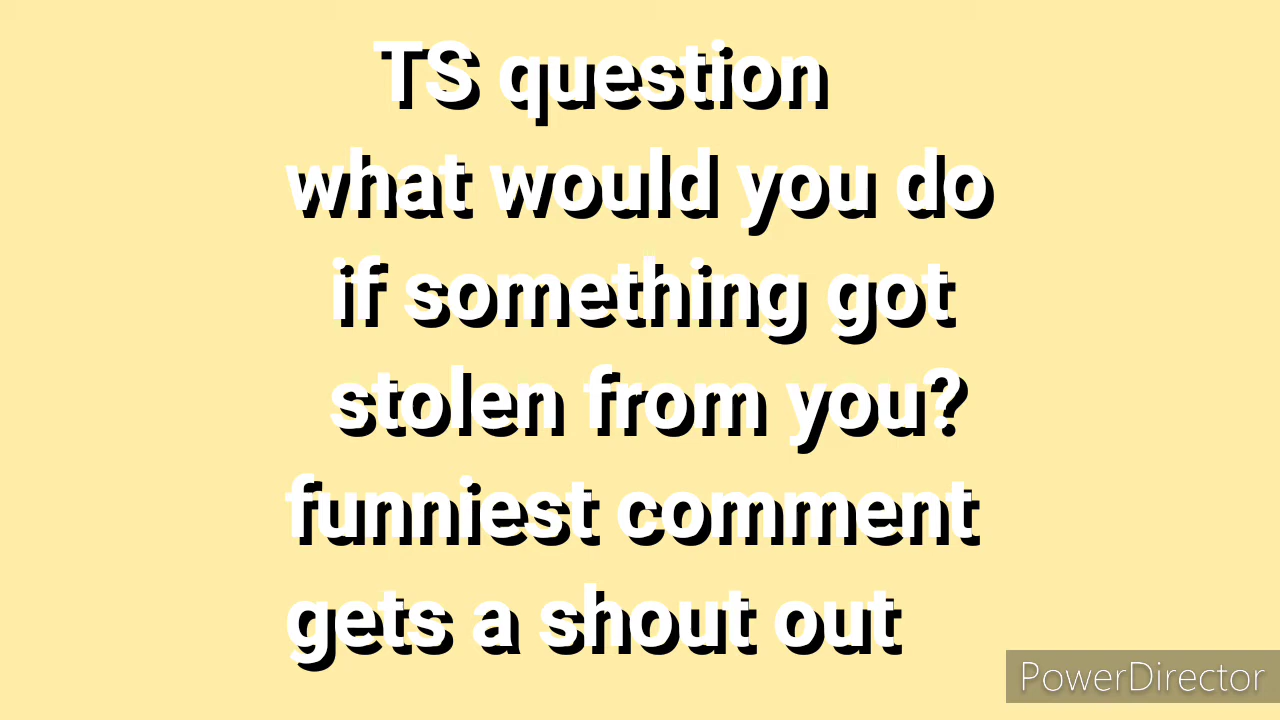 TS question
what would you do
if something got
stolen from you?
funniest comment
gets a shout out
PowerDirector